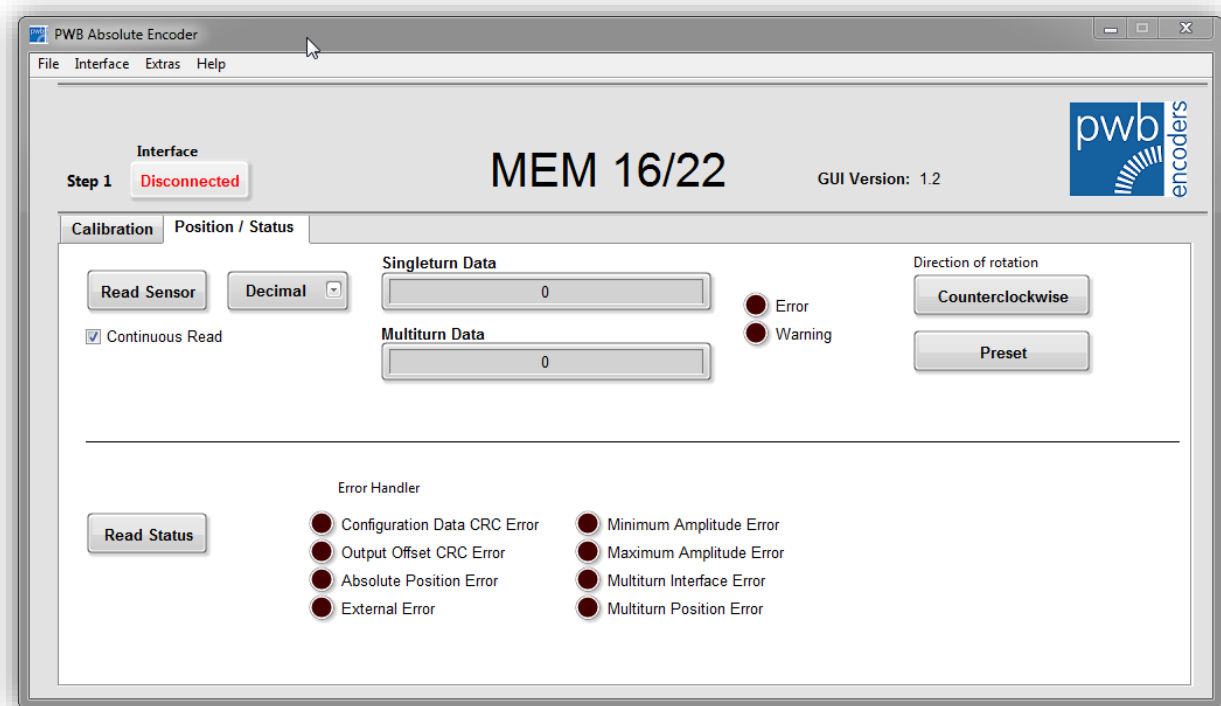 PWB Absolute Encoder
File Interface Extras Help
Interface
Step 1 Disconnected
MEM 16/22
GUI Version: 1.2
pwb
encoders
Calibration Position / Status
Read Sensor Decimal
Continuous Read
Singleturn Data
0
Multiturn Data
0
Error
Warning
Direction of rotation
Counterclockwise
Preset
Error Handler
Read Status
Configuration Data CRC Error
Output Offset CRC Error
Absolute Position Error
External Error
Minimum Amplitude Error
Maximum Amplitude Error
Multiturn Interface Error
Multiturn Position Error